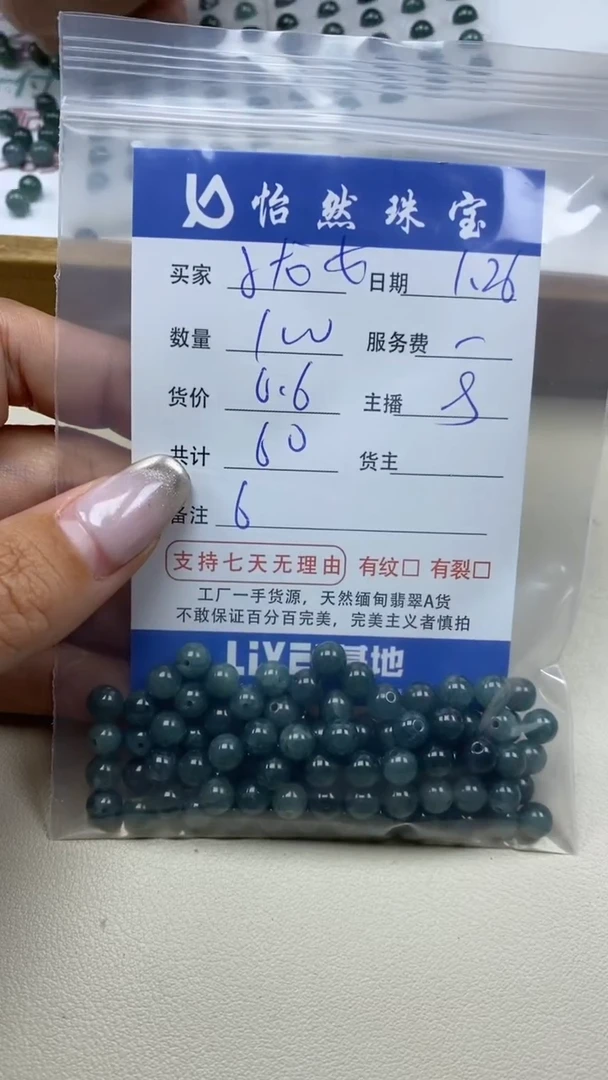 怡然珠宝
买家 日期 1.26
数量 100 服务费 一
货价 0.6 主播
共计 60 货主
备注 6
支持七天无理由 有纹□ 有裂□
工厂一手货源，天然缅甸翡翠A货
不敢保证百分百完美，完美主义者慎拍
基地